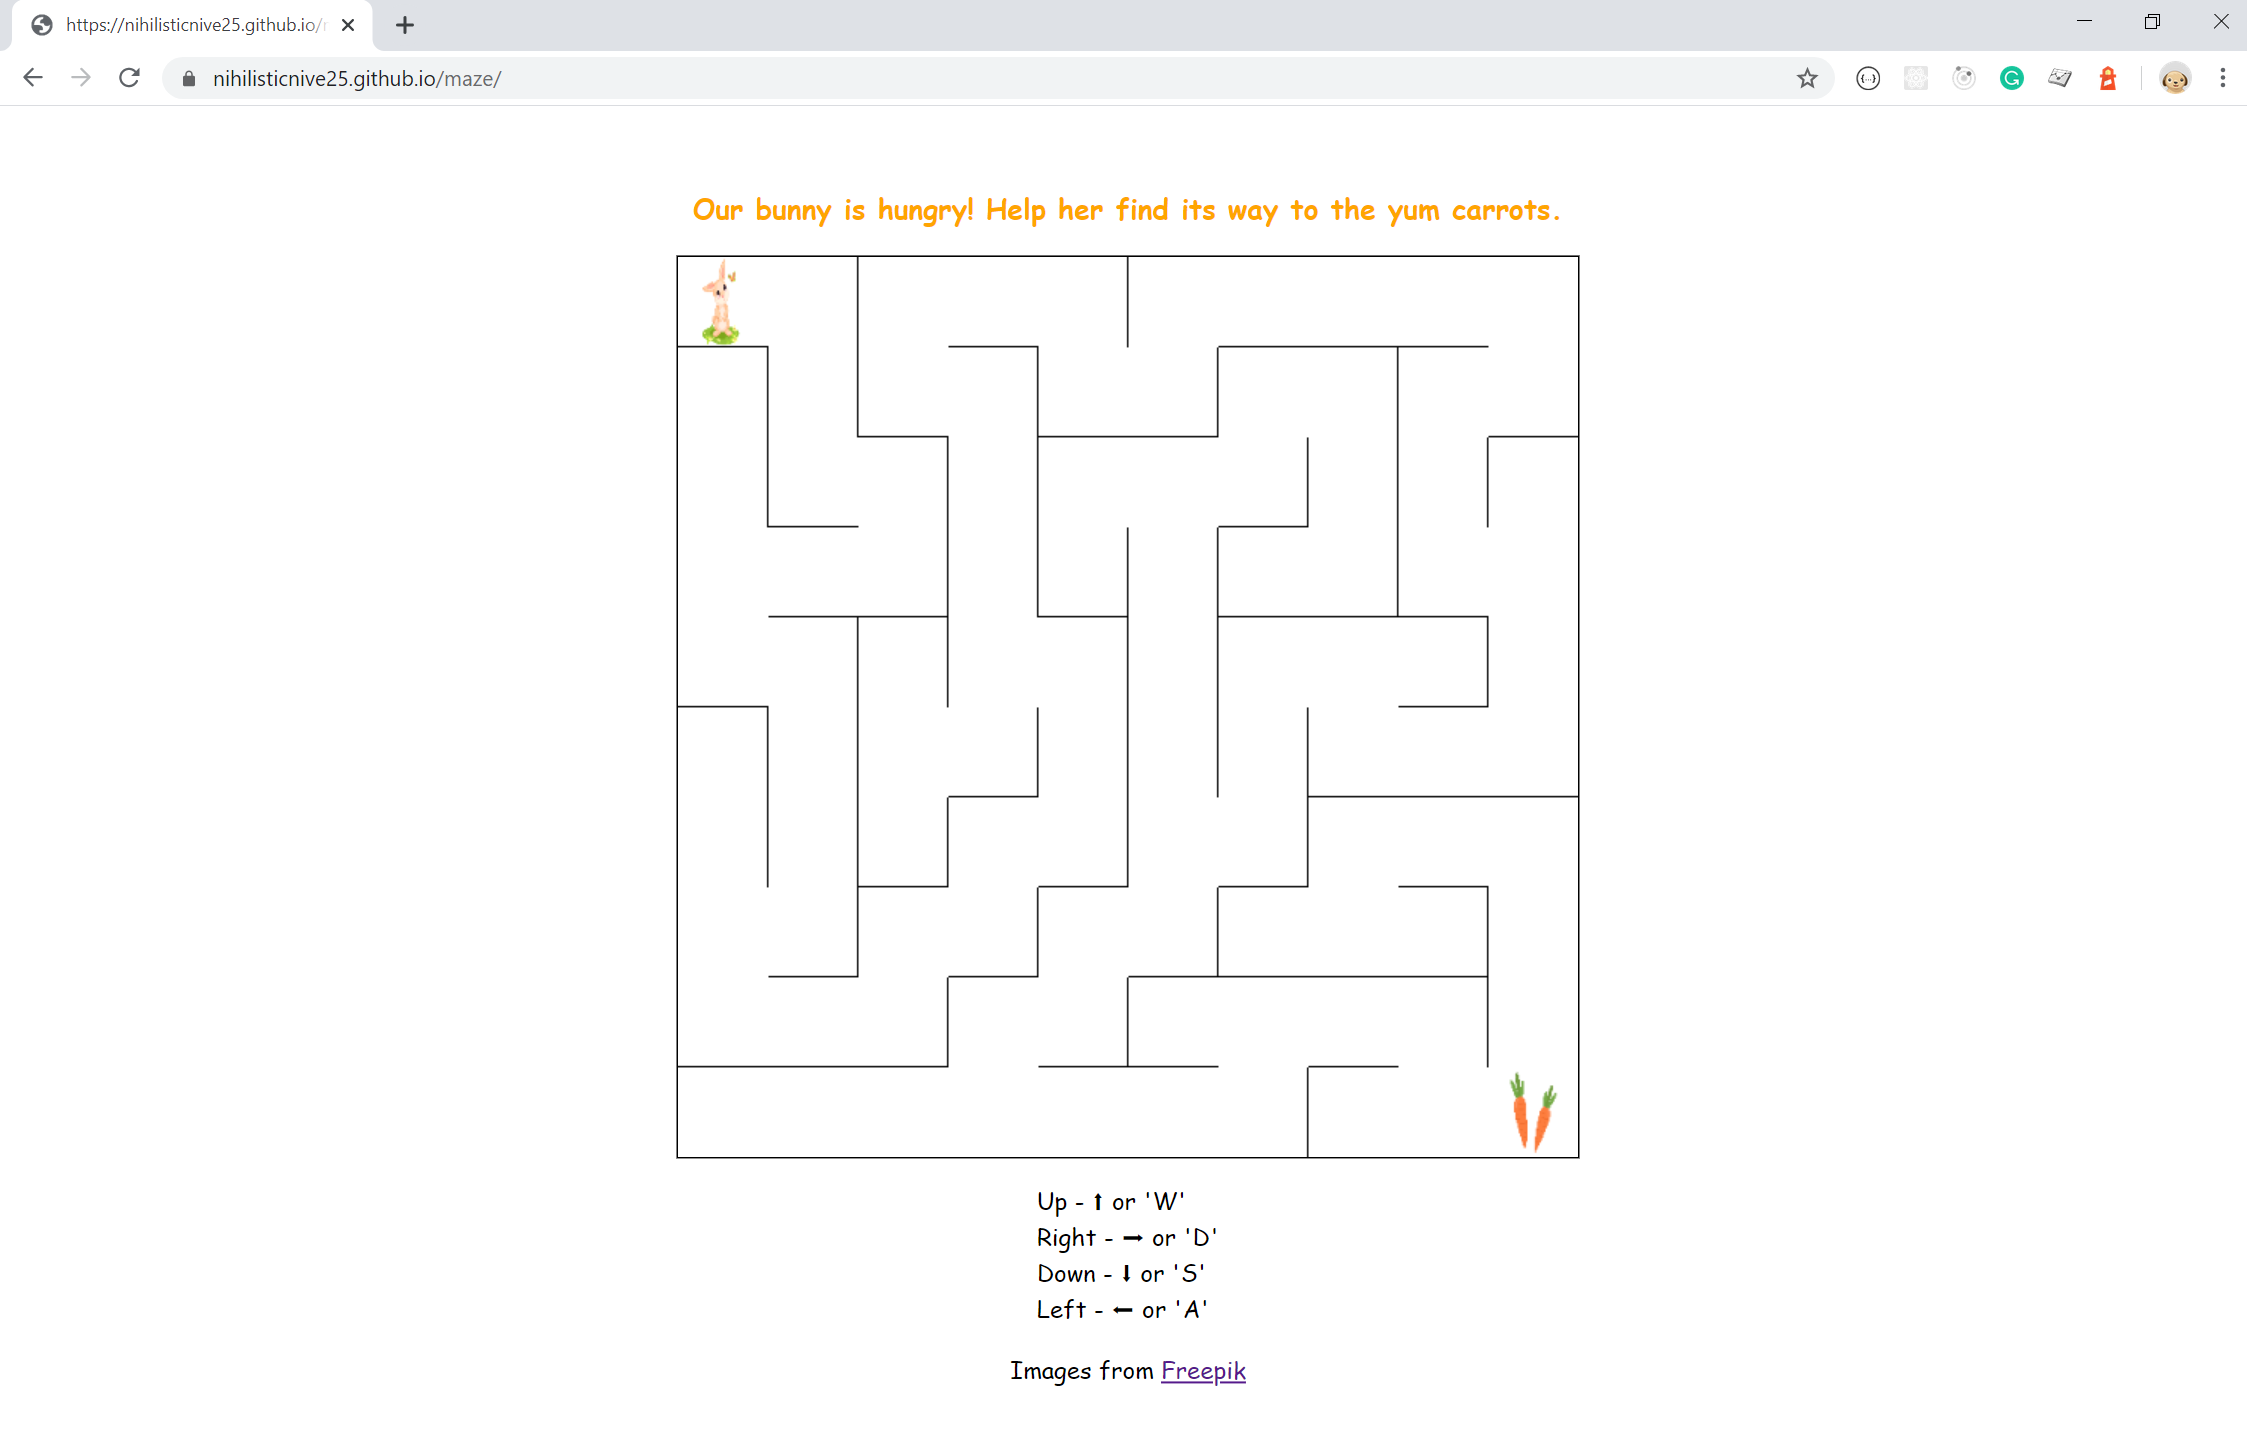 https://nihilisticnive25.github.io/
nihilisticnive25.github.io/maze/
Our bunny is hungry! Help her find its way to the yum carrots.
Up - ⬆ or 'W'
Right - ➡ or 'D'
Down - ⬇ or 'S'
Left - ⬅ or 'A'
Images from Freepik